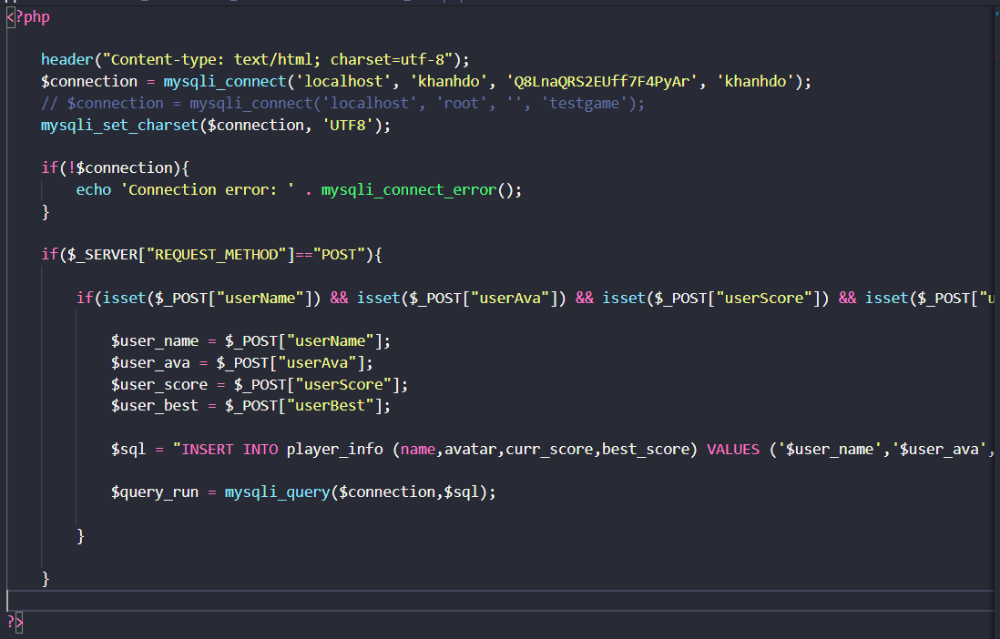 <?php
header("Content-type: text/html; charset=utf-8");
$connection = mysqli_connect('localhost', 'khanhdo', 'Q8LnaQRS2EUff7F4PyAr', 'khanhdo');
// $connection = mysqli_connect('localhost', 'root', '', 'testgame');
mysqli_set_charset($connection, 'UTF8');
if(!$connection){
echo 'Connection error: ' . mysqli_connect_error();
}
if($_SERVER["REQUEST_METHOD"]=="POST"){
if(isset($_POST["userName"]) && isset($_POST["userAva"]) && isset($_POST["userScore"]) && isset($_POST["u
$user_name = $_POST["userName"];
$user_ava = $_POST["userAva"];
$user_score = $_POST["userScore"];
$user_best = $_POST["userBest"];
$sql = "INSERT INTO player_info (name,avatar,curr_score,best_score) VALUES ('$user_name','$user_ava',
$query_run = mysqli_query($connection,$sql);
}
}
?>